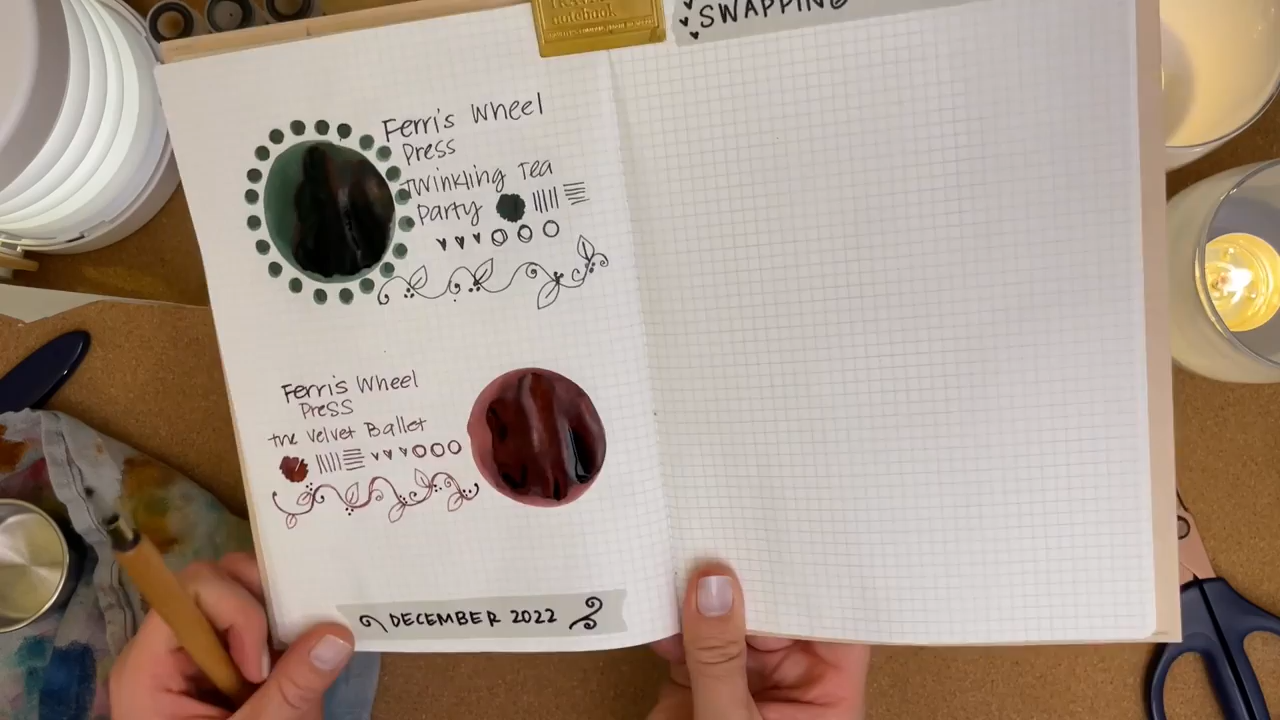 notebook
SWAPPING
Ferris Wheel
Press
Twinkling Tea
Party
Ferris Wheel
Press
the Velvet Ballet
DECEMBER 2022